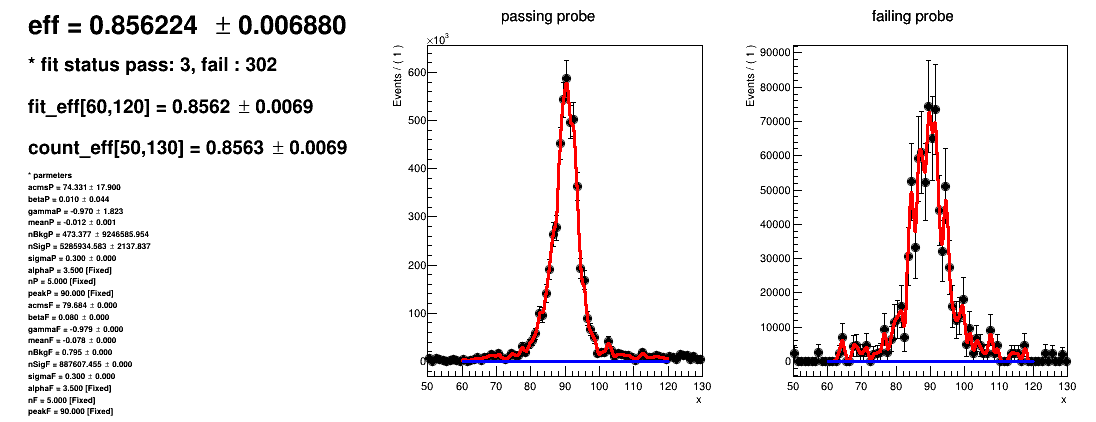 eff = 0.856224 ± 0.006880
* fit status pass: 3, fail : 302
fit_eff[60,120] = 0.8562 ± 0.0069
count_eff[50,130] = 0.8563 ± 0.0069
* parmeters
acmsP = 74.331 ± 17.900
betaP = 0.010 ± 0.044
gammaP = -0.970 ± 1.823
meanP = -0.012 ± 0.001
nBkgP = 473.377 ± 9246585.954
nSigP = 5285934.583 ± 2137.837
sigmaP = 0.300 ± 0.000
alphaP = 3.500 [Fixed]
nP = 5.000 [Fixed]
peakP = 90.000 [Fixed]
acmsF = 79.684 ± 0.000
betaF = 0.080 ± 0.000
gammaF = -0.979 ± 0.000
meanF = -0.078 ± 0.000
nBkgF = 0.795 ± 0.000
nSigF = 887607.455 ± 0.000
sigmaF = 0.300 ± 0.000
alphaF = 3.500 [Fixed]
nF = 5.000 [Fixed]
peakF = 90.000 [Fixed]
passing probe
×10³
Events / ( 1 )
600
500
400
300
200
100
0
50 60 70 80 90 100 110 120 130
x
failing probe
Events / ( 1 )
90000
80000
70000
60000
50000
40000
30000
20000
10000
0
50 60 70 80 90 100 110 120 130
x